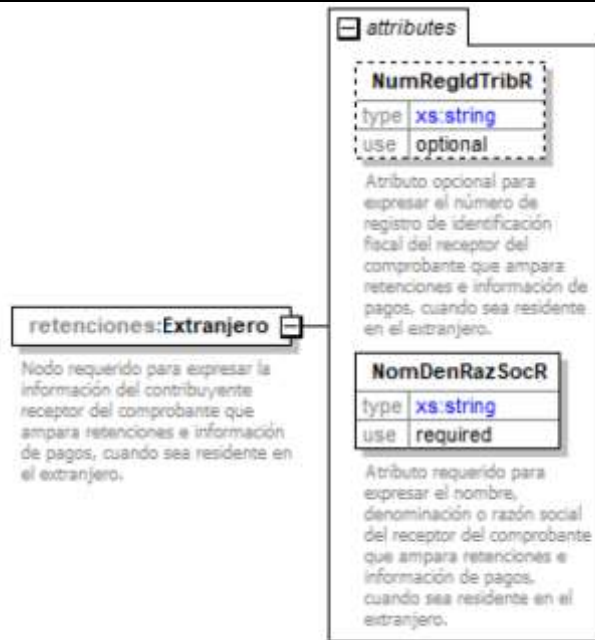 attributes
NumRegIdTribR
type xs:string
use optional
Atributo opcional para
expresar el número de
registro de identificación
fiscal del receptor del
comprobante que ampara
retenciones e información de
pagos, cuando sea residente
en el extranjero.
retenciones:Extranjero
Nodo requerido para expresar la
información del contribuyente
receptor del comprobante que
ampara retenciones e información
de pagos, cuando sea residente en
el extranjero.
NomDenRazSocR
type xs:string
use required
Atributo requerido para
expresar el nombre,
denominación o razón social
del receptor del comprobante
que ampara retenciones e
información de pagos,
cuando sea residente en el
extranjero.